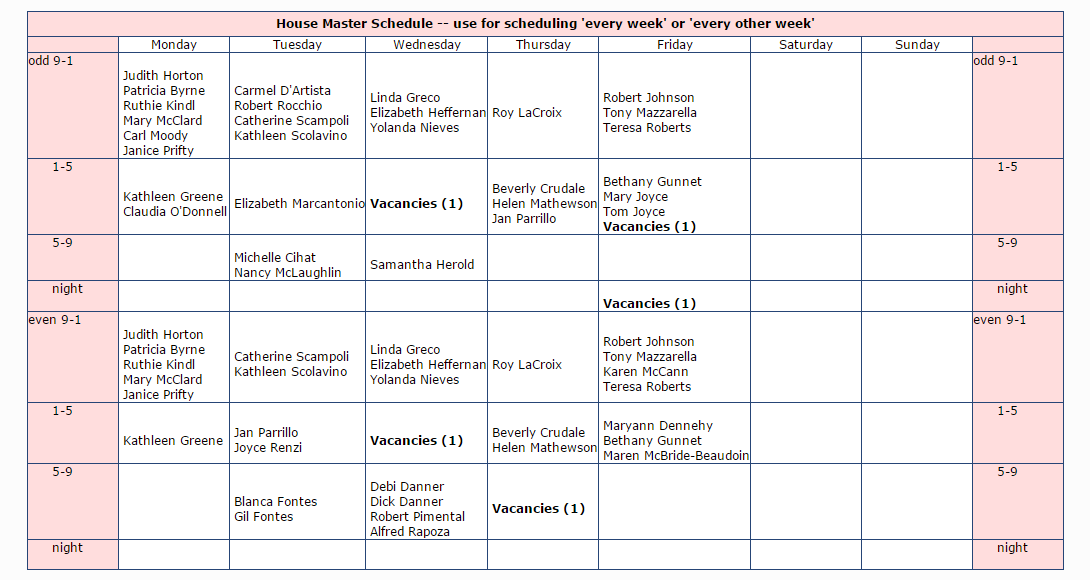 House Master Schedule -- use for scheduling 'every week' or 'every other week'
Monday Tuesday Wednesday Thursday Friday Saturday Sunday
odd 9-1 odd 9-1
Judith Horton
Patricia Byrne
Ruthie Kindl
Mary McClard
Carl Moody
Janice Prifty
Carmel D'Artista
Robert Rocchio
Catherine Scampoli
Kathleen Scolavino
Linda Greco
Elizabeth Heffernan
Yolanda Nieves
Roy LaCroix
Robert Johnson
Tony Mazzarella
Teresa Roberts
1-5 1-5
Kathleen Greene
Claudia O'Donnell
Elizabeth Marcantonio
Vacancies (1)
Beverly Crudale
Helen Mathewson
Jan Parrillo
Bethany Gunnet
Mary Joyce
Tom Joyce
Vacancies (1)
5-9 5-9
Michelle Cihat
Nancy McLaughlin
Samantha Herold
night night
Vacancies (1)
even 9-1 even 9-1
Judith Horton
Patricia Byrne
Ruthie Kindl
Mary McClard
Janice Prifty
Catherine Scampoli
Kathleen Scolavino
Linda Greco
Elizabeth Heffernan
Yolanda Nieves
Roy LaCroix
Robert Johnson
Tony Mazzarella
Karen McCann
Teresa Roberts
1-5 1-5
Kathleen Greene
Jan Parrillo
Joyce Renzi
Vacancies (1)
Beverly Crudale
Helen Mathewson
Maryann Dennehy
Bethany Gunnet
Maren McBride-Beaudoin
5-9 5-9
Blanca Fontes
Gil Fontes
Debi Danner
Dick Danner
Robert Pimental
Alfred Rapoza
Vacancies (1)
night night